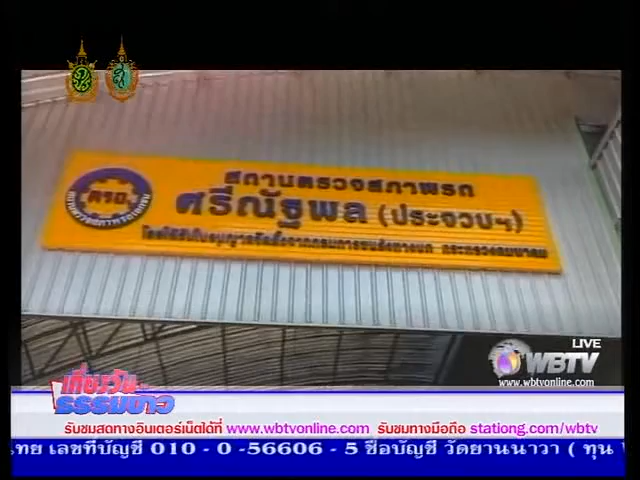 สถานตรวจสภาพรถ
ตรอ.
ศรีณัฐพล (ประจวบฯ)
LIVE
WBTV
www.wbtvonline.com
เที่ยงวัน
ธรรมข่าว
รับชมสดทางอินเตอร์เน็ตได้ที่ www.wbtvonline.com รับชมทางมือถือ stationg.com/wbtv
ไทย เลขที่บัญชี 010 - 0 -56606 - 5 ชื่อบัญชี วัดยานนาวา ( ทุน